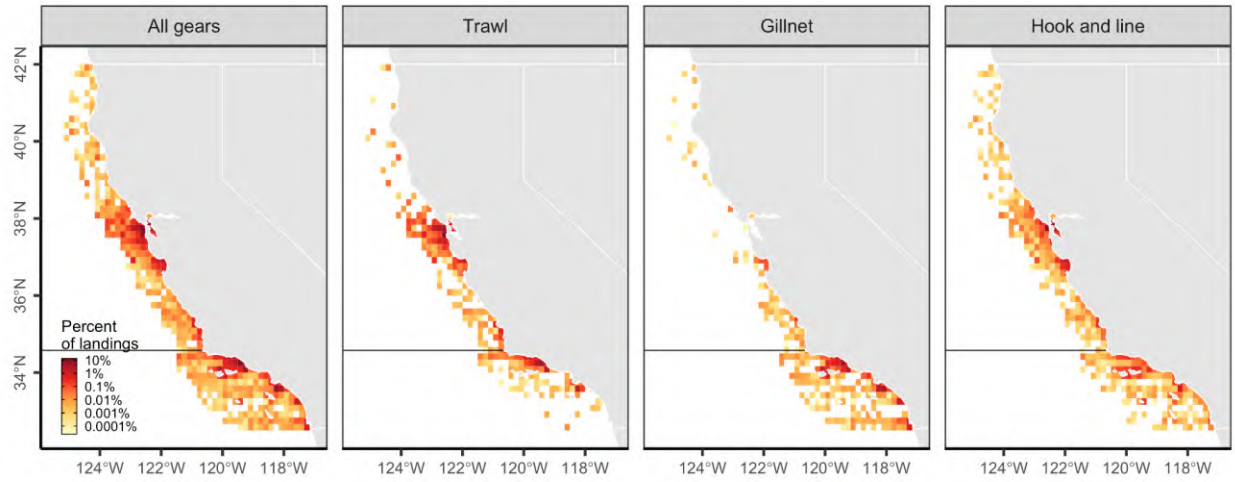 All gears
Trawl
Gillnet
Hook and line
42°N
40°N
38°N
36°N
34°N
Percent
of landings
10%
1%
0.1%
0.01%
0.001%
0.0001%
124°W 122°W 120°W 118°W
124°W 122°W 120°W 118°W
124°W 122°W 120°W 118°W
124°W 122°W 120°W 118°W